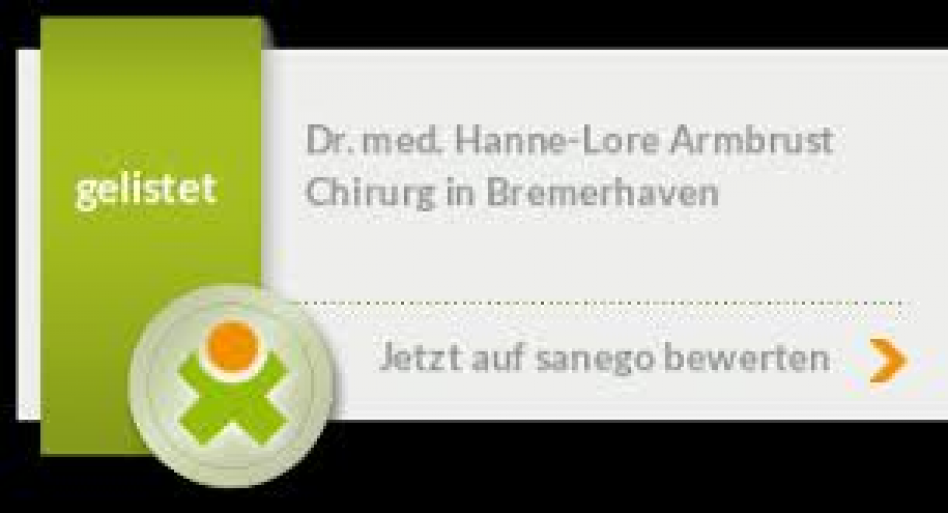 gelistet
Dr. med. Hanne-Lore Armbrust
Chirurg in Bremerhaven
Jetzt auf sanego bewerten